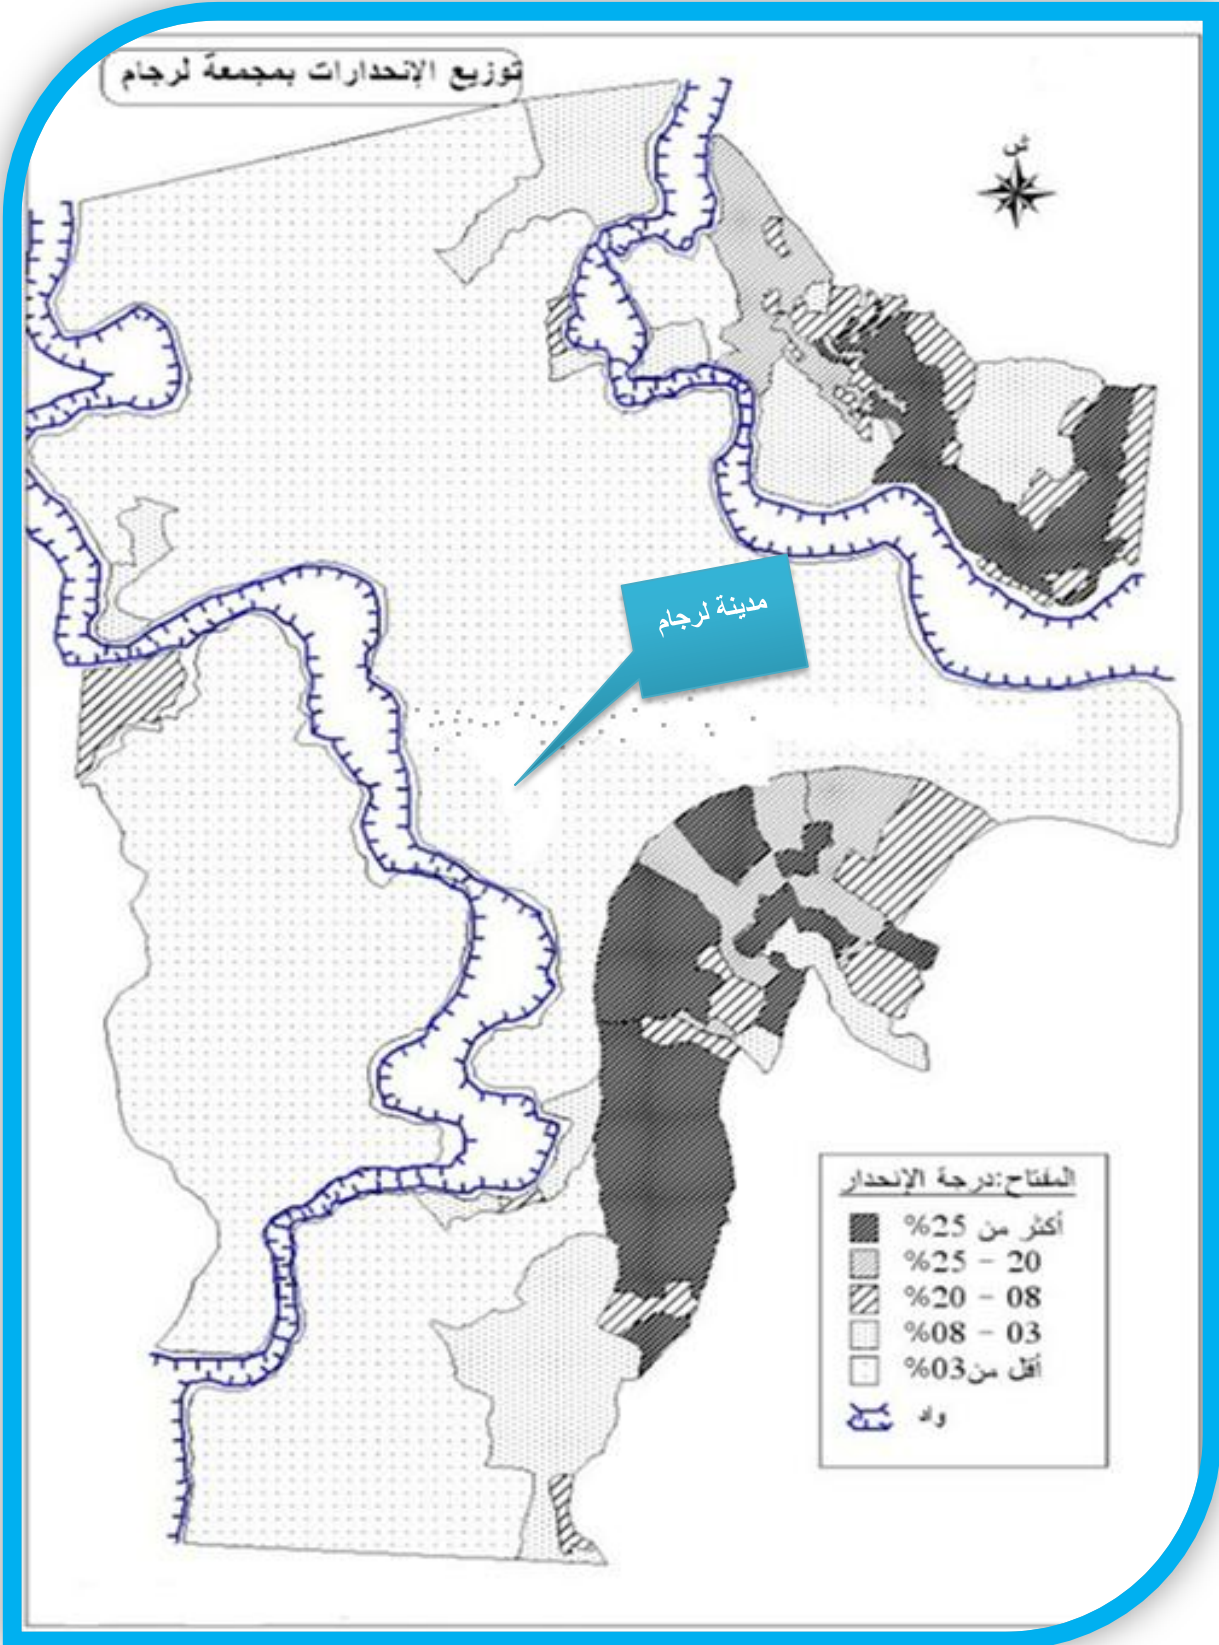 توزيع الإنحدارات بمجمعة لرجام
ش
مدينة لرجام
المفتاح:درجة الإنحدار
أكثر من 25%
20 - 25%
08 - 20%
03 - 08%
أقل من03%
واد